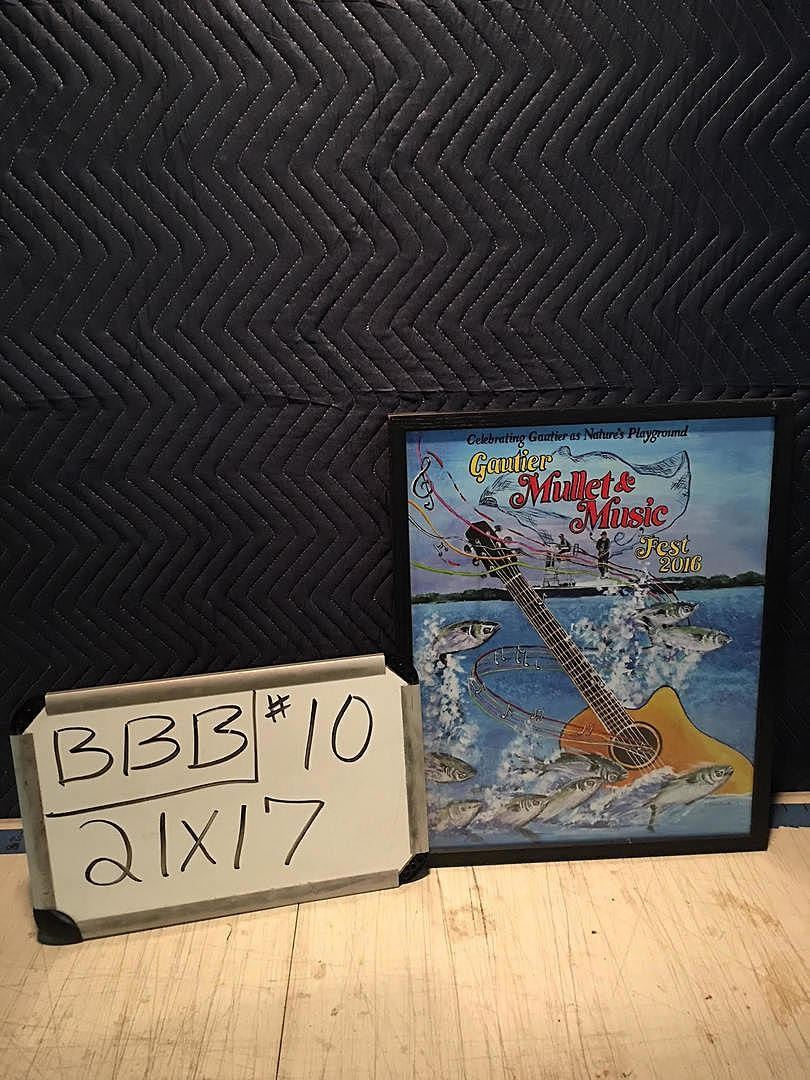 Celebrating Gautier as Nature's Playground
Gautier
Mullet &
Music
Fest
2016
BBB #10
21X17